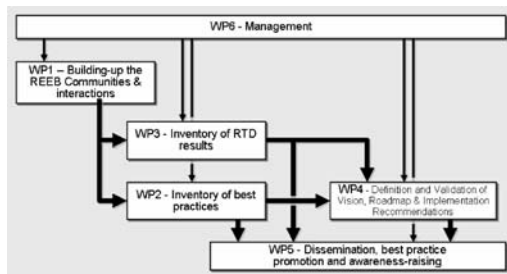 WP6 - Management
WP1 – Building-up the
REEB Communities &
interactions
WP3 - Inventory of RTD
results
WP2 - Inventory of best
practices
WP4 - Definition and Validation of
Vision, Roadmap & Implementation
Recommendations
WP5 - Dissemination, best practice
promotion and awareness-raising